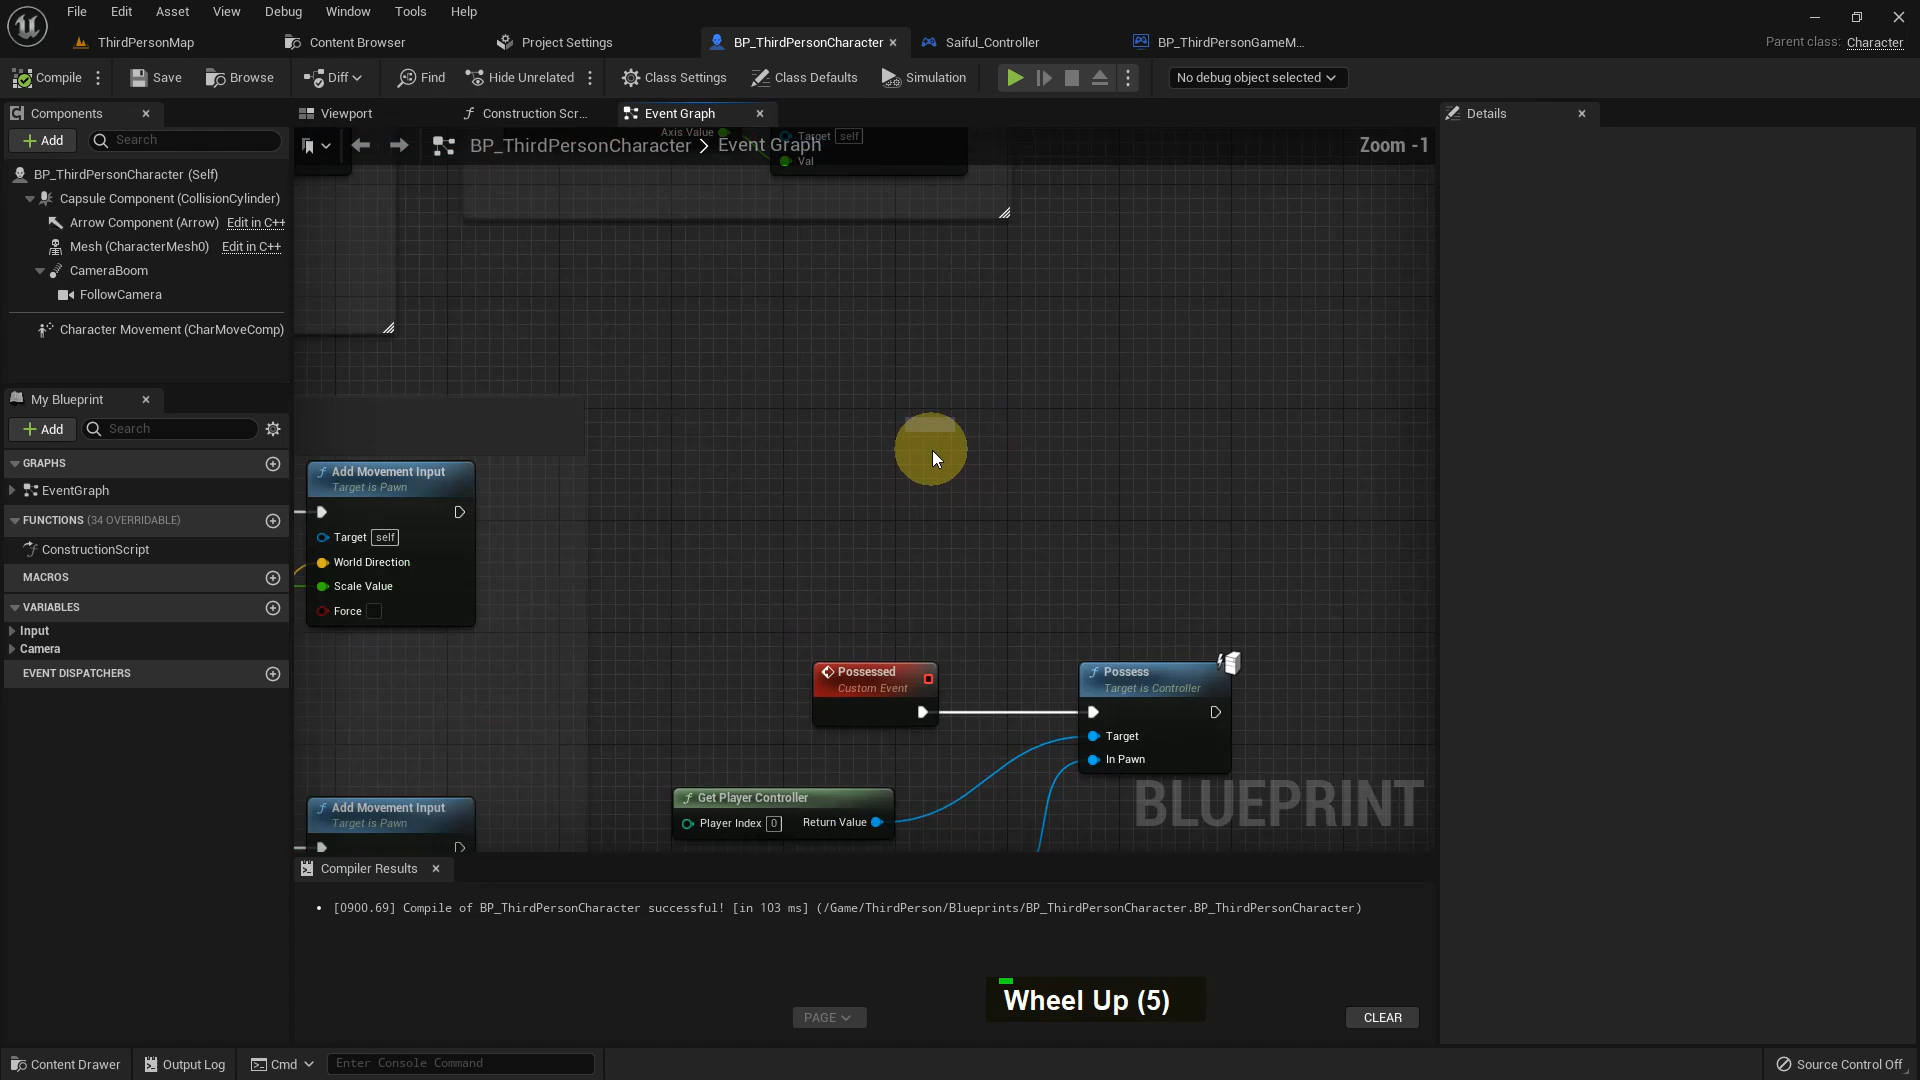 File Edit Asset View Debug Window Tools Help
ThirdPersonMap Content Browser Project Settings BP_ThirdPersonCharacter Saiful_Controller BP_ThirdPersonGameM... Parent class: Character
Compile Save Browse Diff Find Hide Unrelated Class Settings Class Defaults Simulation No debug object selected
Components Viewport Construction Scr... Event Graph Details
Add Search
Axis Value Target self
BP_ThirdPersonCharacter > Event Graph Zoom -1
Val
BP_ThirdPersonCharacter (Self)
Capsule Component (CollisionCylinder)
Arrow Component (Arrow) Edit in C++
Mesh (CharacterMesh0) Edit in C++
CameraBoom
FollowCamera
Character Movement (CharMoveComp)
My Blueprint
Add Search
GRAPHS
EventGraph
FUNCTIONS (34 OVERRIDABLE)
ConstructionScript
MACROS
VARIABLES
Input
Camera
EVENT DISPATCHERS
Add Movement Input
Target is Pawn
Target self
World Direction
Scale Value
Force
Possessed
Custom Event
Possess
Target is Controller
Target
In Pawn
Get Player Controller
Player Index 0 Return Value
Add Movement Input
Target is Pawn
BLUEPRINT
Compiler Results
[0900.69] Compile of BP_ThirdPersonCharacter successful! [in 103 ms] (/Game/ThirdPerson/Blueprints/BP_ThirdPersonCharacter.BP_ThirdPersonCharacter)
Wheel Up (5)
PAGE CLEAR
Content Drawer Output Log Cmd Enter Console Command Source Control Off